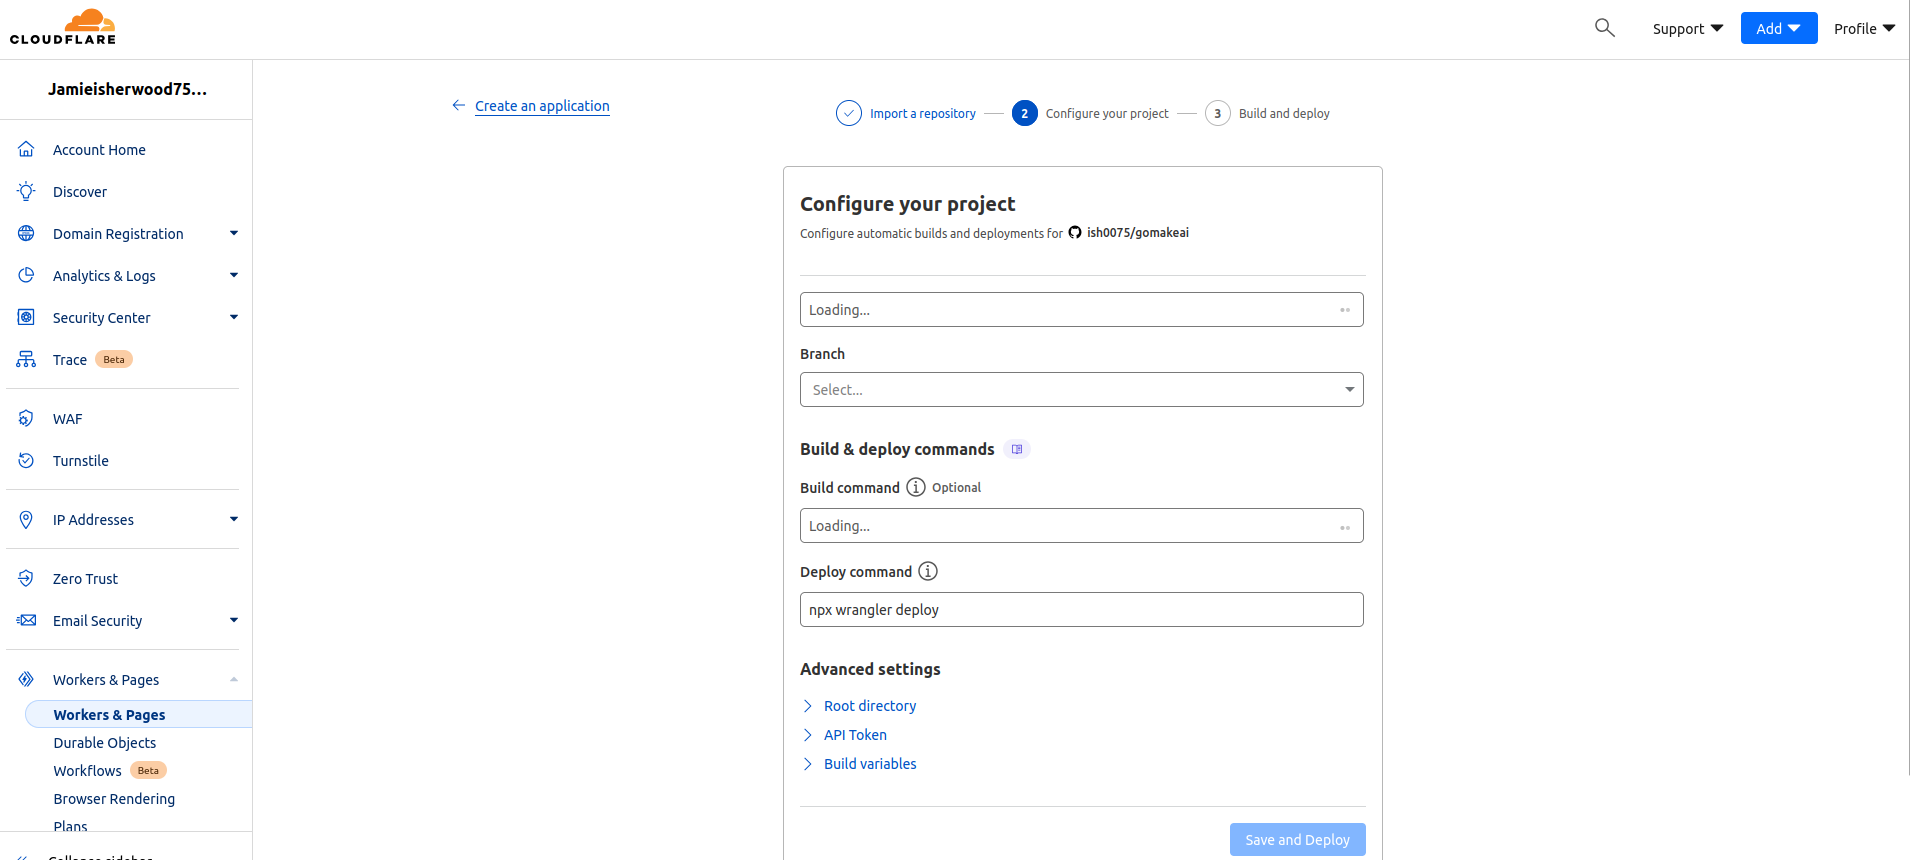 CLOUDFLARE
Support
Add
Profile
Jamieisherwood75...
Account Home
Discover
Domain Registration
Analytics & Logs
Security Center
Trace Beta
WAF
Turnstile
IP Addresses
Zero Trust
Email Security
Workers & Pages
Workers & Pages
Durable Objects
Workflows Beta
Browser Rendering
Plans
Collapse sidebar
Create an application
Import a repository
2 Configure your project
3 Build and deploy
Configure your project
Configure automatic builds and deployments for ish0075/gomakeai
Loading...
Branch
Select...
Build & deploy commands
Build command Optional
Loading...
Deploy command
npx wrangler deploy
Advanced settings
Root directory
API Token
Build variables
Save and Deploy